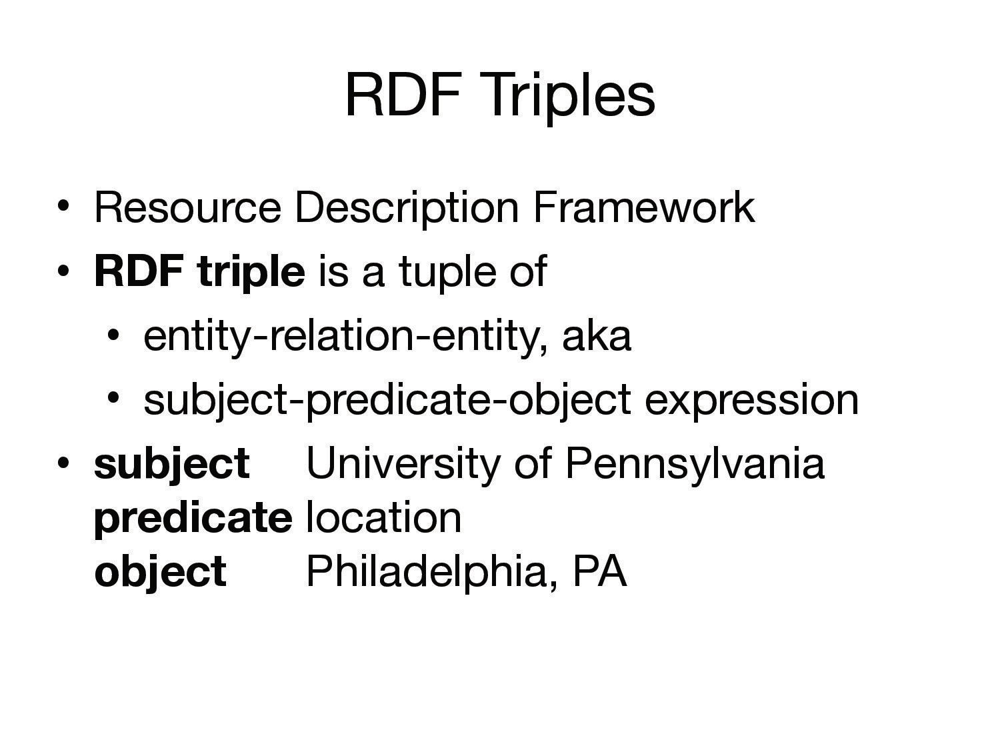 RDF Triples
• Resource Description Framework
• RDF triple is a tuple of
• entity-relation-entity, aka
• subject-predicate-object expression
• subject University of Pennsylvania
predicate location
object Philadelphia, PA